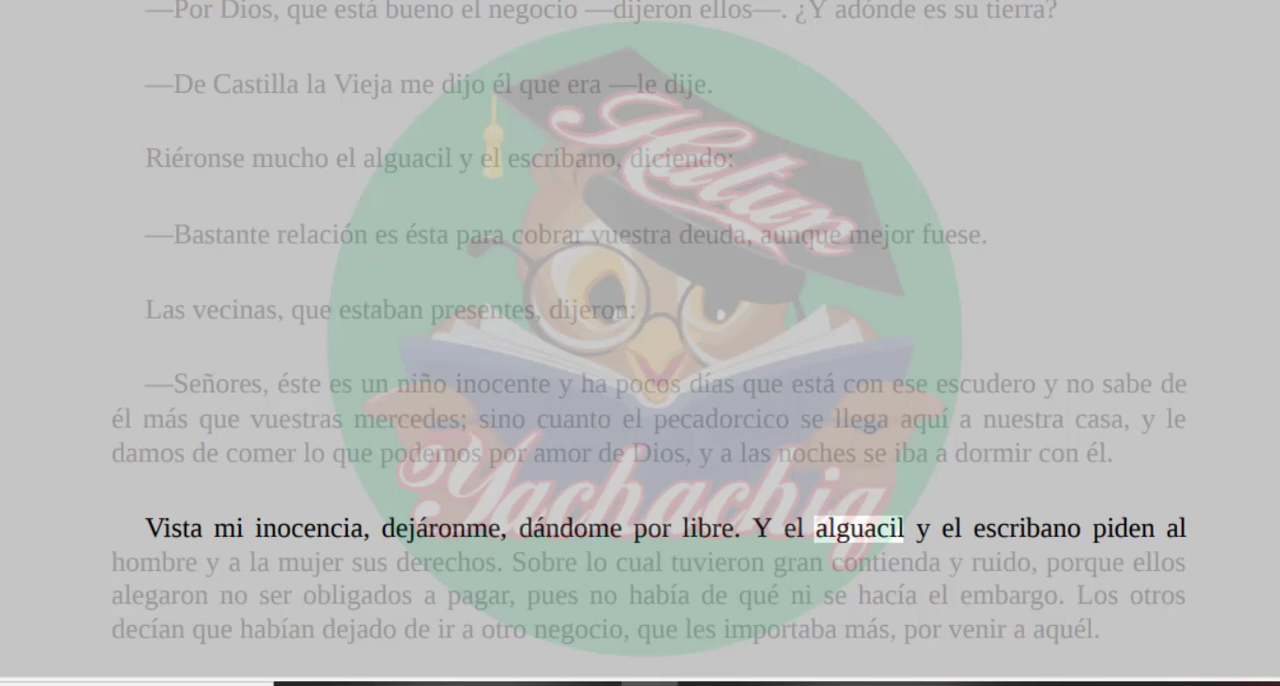 —Por Dios, que está bueno el negocio —dijeron ellos—. ¿Y adónde es su tierra?
—De Castilla la Vieja me dijo él que era —le dije.
Riéronse mucho el alguacil y el escribano, diciendo:
—Bastante relación es ésta para cobrar vuestra deuda, aunque mejor fuese.
Las vecinas, que estaban presentes, dijeron:
—Señores, éste es un niño inocente y ha pocos días que está con ese escudero y no sabe de
él más que vuestras mercedes; sino cuanto el pecadorcico se llega aquí a nuestra casa, y le
damos de comer lo que podemos por amor de Dios, y a las noches se iba a dormir con él.
Vista mi inocencia, dejáronme, dándome por libre. Y el alguacil y el escribano piden al
hombre y a la mujer sus derechos. Sobre lo cual tuvieron gran contienda y ruido, porque ellos
alegaron no ser obligados a pagar, pues no había de qué ni se hacía el embargo. Los otros
decían que habían dejado de ir a otro negocio, que les importaba más, por venir a aquél.
Hatun
Yachachiq